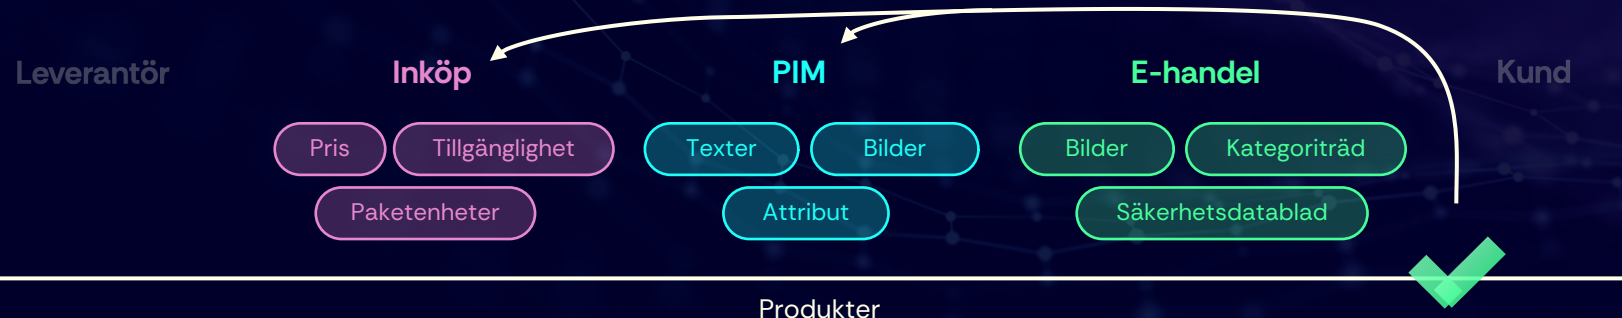 Leverantör Inköp PIM E-handel Kund
Pris Tillgänglighet Texter Bilder Bilder Kategoriträd
Paketenheter Attribut Säkerhetsdatablad
Produkter